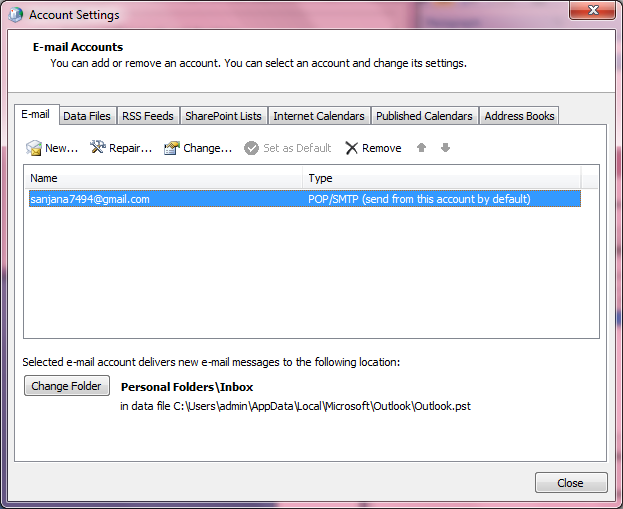 Account Settings
E-mail Accounts
You can add or remove an account. You can select an account and change its settings.
E-mail Data Files RSS Feeds SharePoint Lists Internet Calendars Published Calendars Address Books
New... Repair... Change... Set as Default Remove
Name Type
sanjana7494@gmail.com POP/SMTP (send from this account by default)
Selected e-mail account delivers new e-mail messages to the following location:
Change Folder Personal Folders\Inbox
in data file C:\Users\admin\AppData\Local\Microsoft\Outlook\Outlook.pst
Close